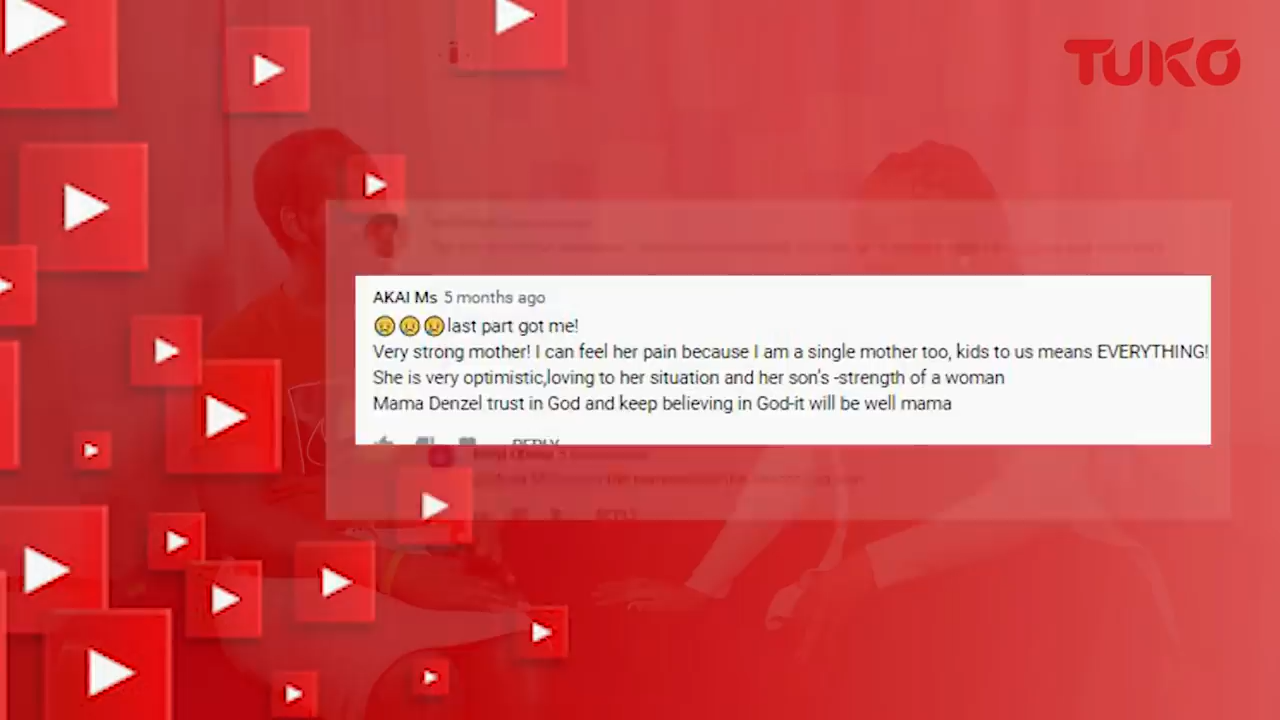 TUKO
AKAI Ms 5 months ago
😢😢😢last part got me!
Very strong mother! I can feel her pain because I am a single mother too, kids to us means EVERYTHING!
She is very optimistic,loving to her situation and her son's -strength of a woman
Mama Denzel trust in God and keep believing in God-it will be well mama
REPLY